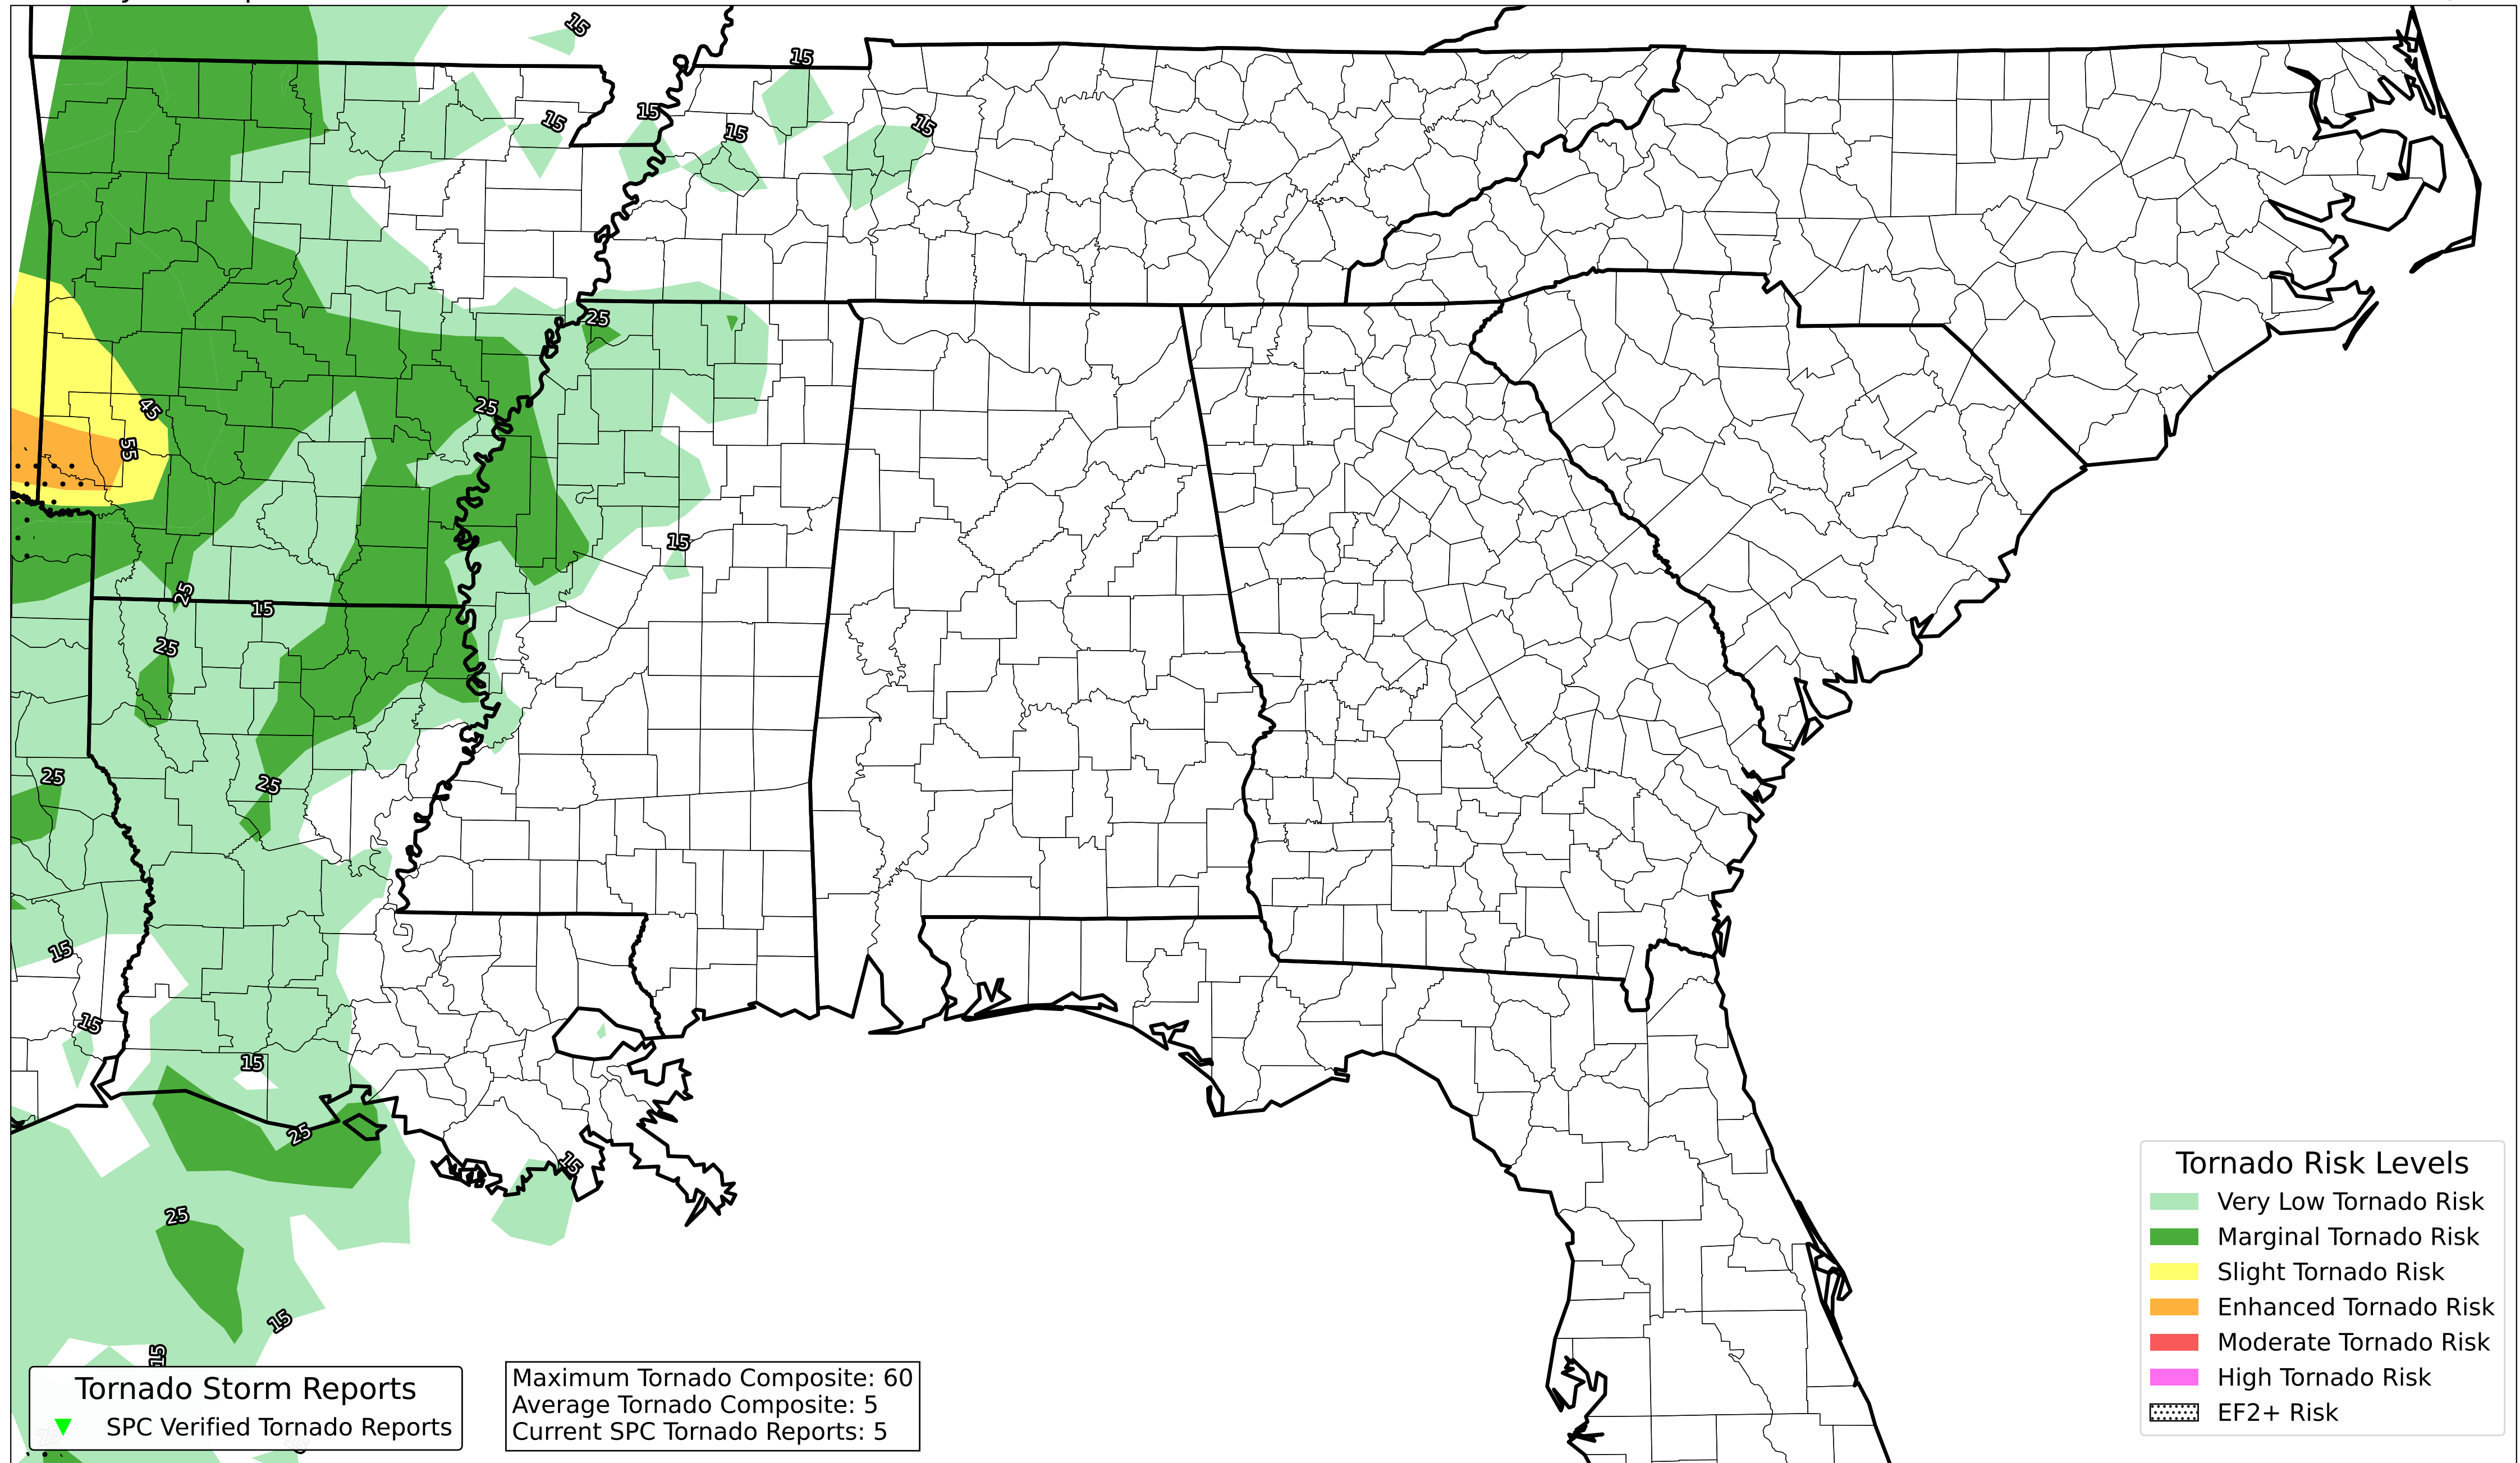 15
15
15
15
15
15
25
45
25
55
15
25
15
25
25
25
15
15
15
25
15
25
15
15
Tornado Storm Reports
SPC Verified Tornado Reports
Maximum Tornado Composite: 60
Average Tornado Composite: 5
Current SPC Tornado Reports: 5
Tornado Risk Levels
Very Low Tornado Risk
Marginal Tornado Risk
Slight Tornado Risk
Enhanced Tornado Risk
Moderate Tornado Risk
High Tornado Risk
EF2+ Risk